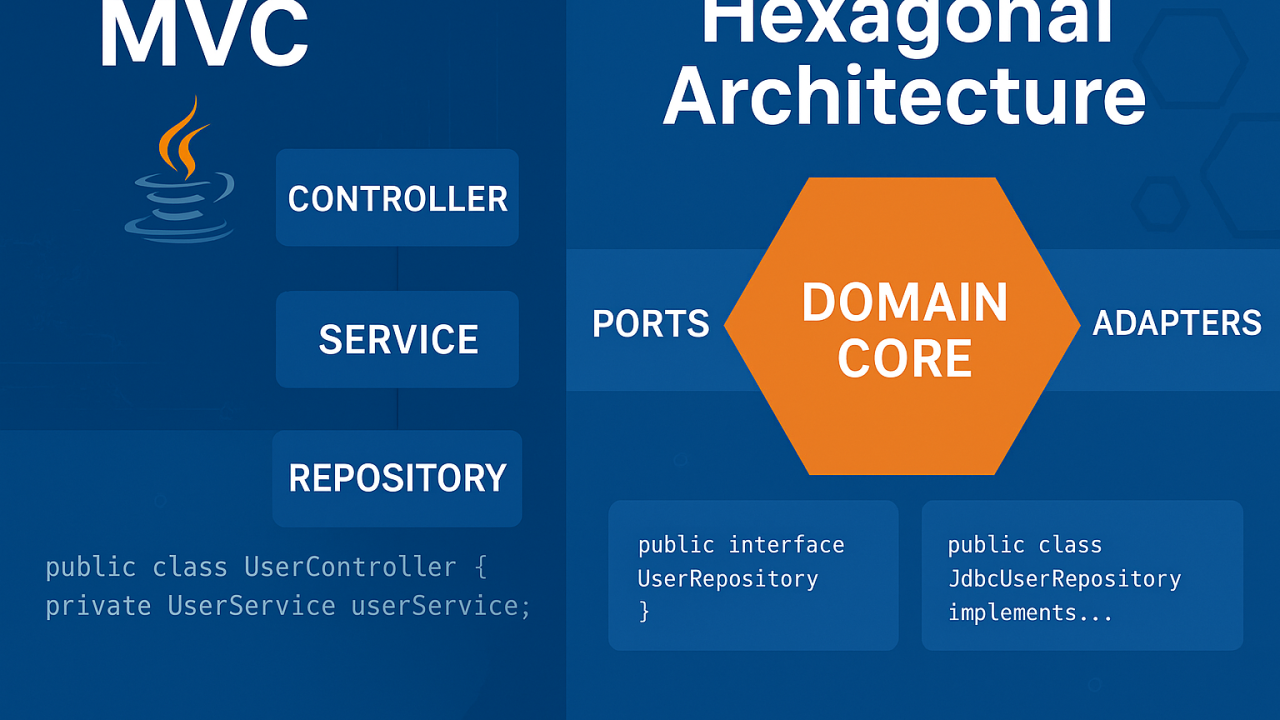 MVC
CONTROLLER
SERVICE
REPOSITORY
public class UserController {
private UserService userService;
Hexagonal
Architecture
PORTS
DOMAIN
CORE
ADAPTERS
public interface
UserRepository
}
public class
JdbcUserRepository
implements...